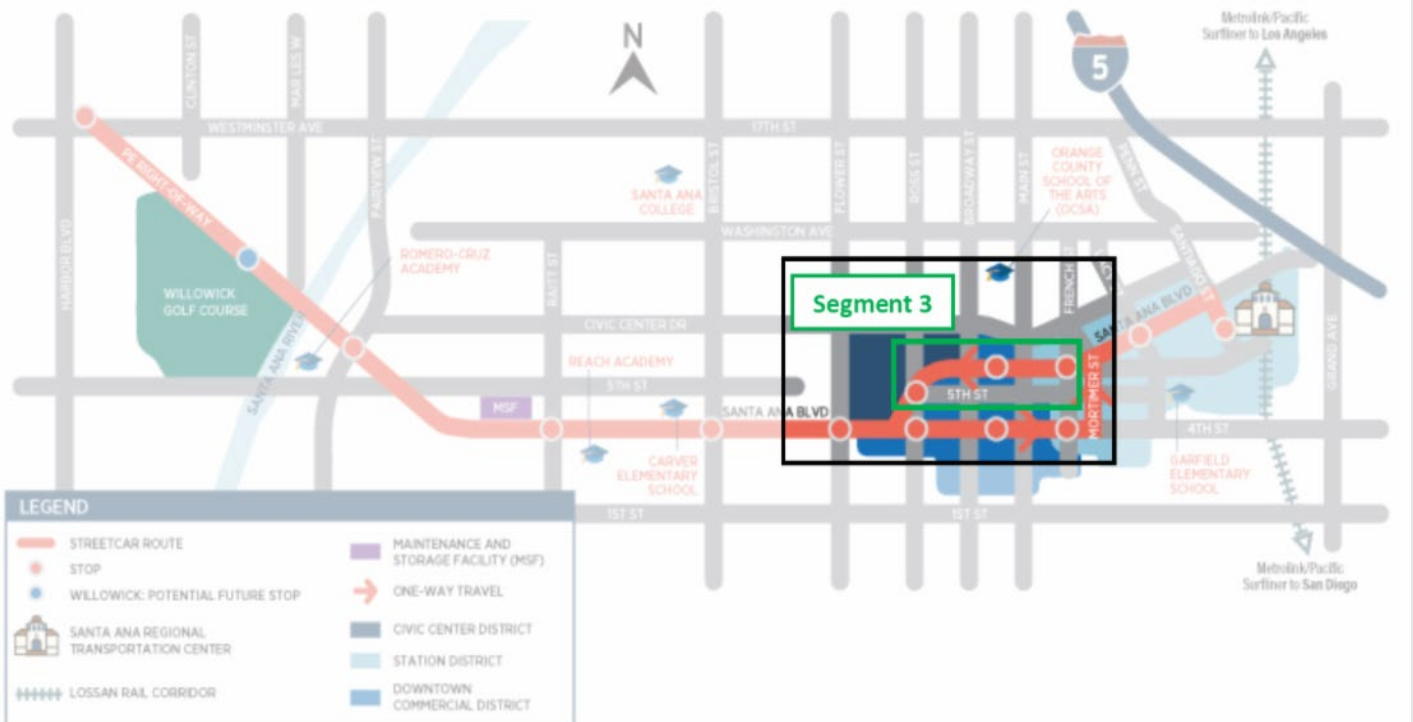 Metrolink/Pacific
Surfliner to Los Angeles
N
5
CLINTON ST
WESTMINSTER AVE
17TH ST
PE RIGHT-OF-WAY
HARBOR BLVD
FAIRVIEW ST
SANTA ANA
COLLEGE
BRISTOL ST
FLOWER ST
ROSS ST
BROADWAY ST
MAIN ST
ORANGE
COUNTY
SCHOOL OF
THE ARTS
(OCSA)
PENN ST
WASHINGTON AVE
SANTIAGO ST
ROMERO-CRUZ
ACADEMY
WILLOWICK
GOLF COURSE
SANTA ANA RIVER
RAITT ST
CIVIC CENTER DR
Segment 3
FRENCH ST
SANTA ANA BLVD
GRAND AVE
REACH ACADEMY
5TH ST
5TH ST
MORTIMER ST
MSF
SANTA ANA BLVD
4TH ST
CARVER
ELEMENTARY
SCHOOL
GARFIELD
ELEMENTARY
SCHOOL
1ST ST
1ST ST
Metrolink/Pacific
Surfliner to San Diego
LEGEND
STREETCAR ROUTE
STOP
WILLOWICK: POTENTIAL FUTURE STOP
SANTA ANA REGIONAL
TRANSPORTATION CENTER
LOSSAN RAIL CORRIDOR
MAINTENANCE AND
STORAGE FACILITY (MSF)
ONE-WAY TRAVEL
CIVIC CENTER DISTRICT
STATION DISTRICT
DOWNTOWN
COMMERCIAL DISTRICT